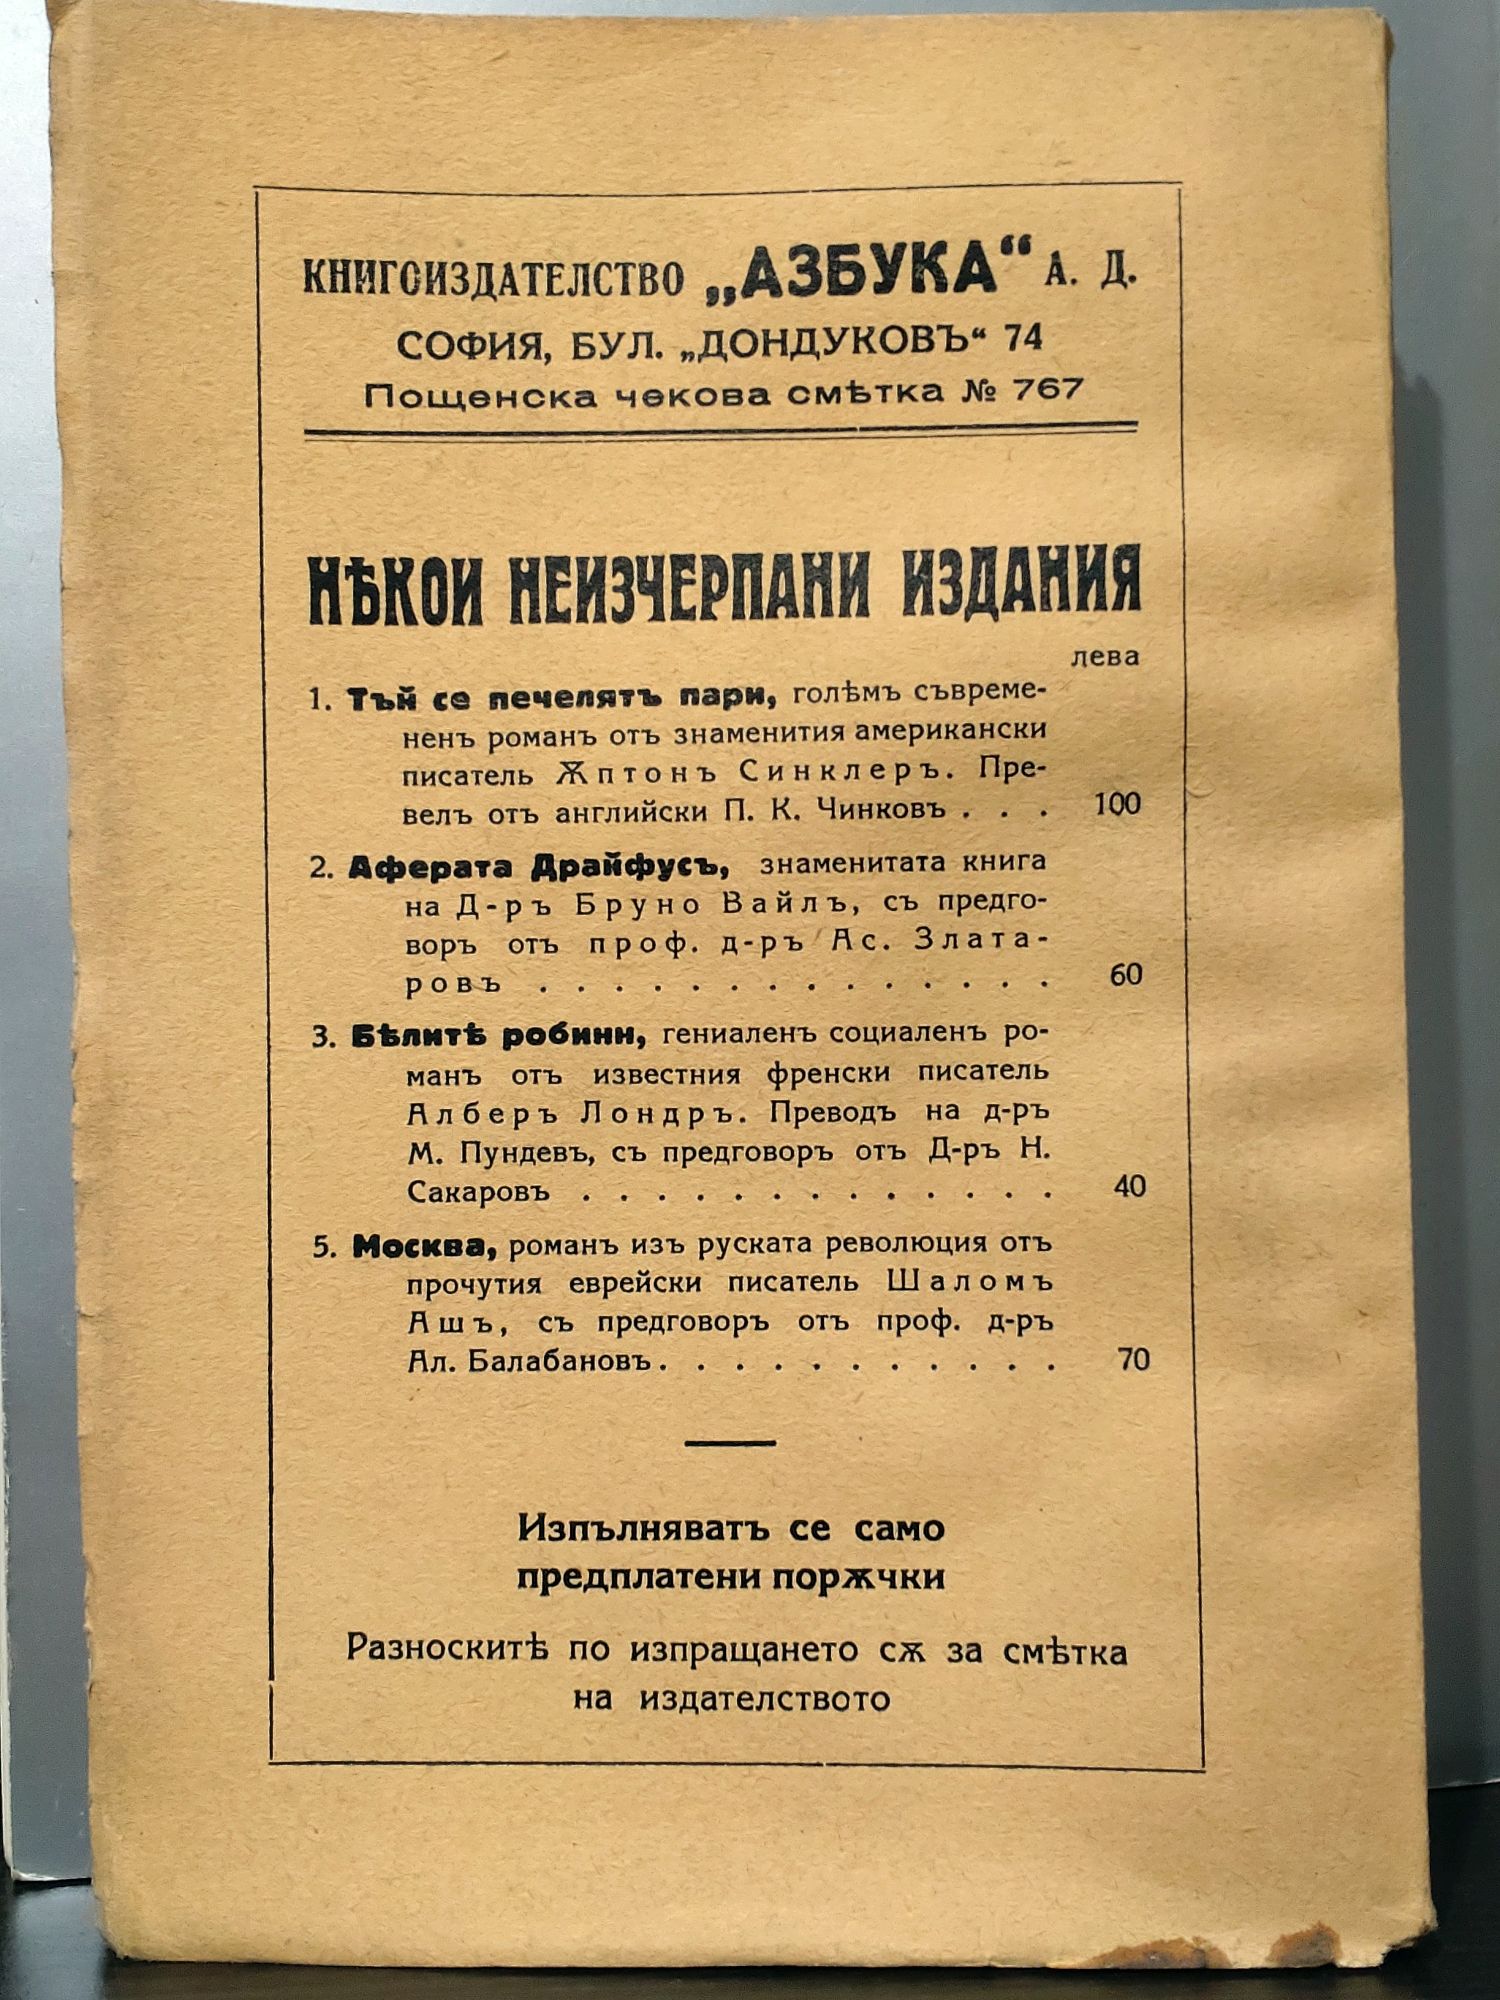 КНИГОИЗДАТЕЛСТВО „АЗБУКА“ А. Д.
СОФИЯ, БУЛ. „ДОНДУКОВЪ“ 74
Пощенска чекова смѣтка № 767
НѢКОИ НЕИЗЧЕРПАНИ ИЗДАНИЯ
лева
1. Тъй се печелятъ пари, голѣмъ съвреме-
ненъ романъ отъ знаменития американски
писатель Ѫптонъ Синклеръ. Пре-
велъ отъ английски П. К. Чинковъ . . . 100
2. Аферата Драйфусъ, знаменитата книга
на Д-ръ Бруно Вайлъ, съ предго-
воръ отъ проф. д-ръ Ас. Злата-
ровъ . . . . . . . . . . . . . . 60
3. Бѣлитѣ робини, гениаленъ социаленъ ро-
манъ отъ известния френски писатель
Алберъ Лондръ. Преводъ на д-ръ
М. Пундевъ, съ предговоръ отъ Д-ръ Н.
Сакаровъ . . . . . . . . . . . . . 40
5. Москва, романъ изъ руската революция отъ
прочутия еврейски писатель Шаломъ
Ашъ, съ предговоръ отъ проф. д-ръ
Ал. Балабановъ. . . . . . . . . . . 70
Изпълняватъ се само
предплатени порѫчки
Разноскитѣ по изпращането сѫ за смѣтка
на издателството